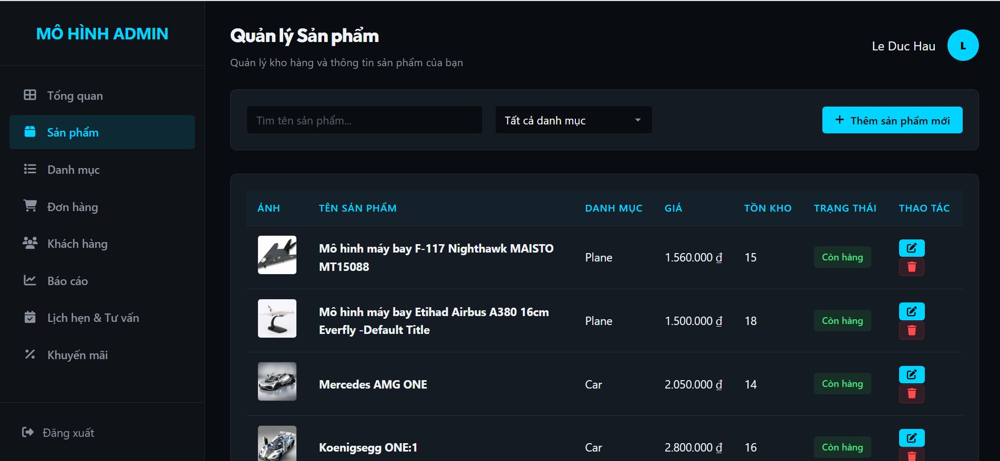 MÔ HÌNH ADMIN
Tổng quan
Sản phẩm
Danh mục
Đơn hàng
Khách hàng
Báo cáo
Lịch hẹn & Tư vấn
Khuyến mãi
Đăng xuất
Quản lý Sản phẩm
Quản lý kho hàng và thông tin sản phẩm của bạn
Le Duc Hau L
Tìm tên sản phẩm... Tất cả danh mục + Thêm sản phẩm mới
ẢNH TÊN SẢN PHẨM DANH MỤC GIÁ TỒN KHO TRẠNG THÁI THAO TÁC
Mô hình máy bay F-117 Nighthawk MAISTO
MT15088
Plane 1.560.000 ₫ 15 Còn hàng
Mô hình máy bay Etihad Airbus A380 16cm
Everfly -Default Title
Plane 1.500.000 ₫ 18 Còn hàng
Mercedes AMG ONE Car 2.050.000 ₫ 14 Còn hàng
Koenigsegg ONE:1 Car 2.800.000 ₫ 16 Còn hàng